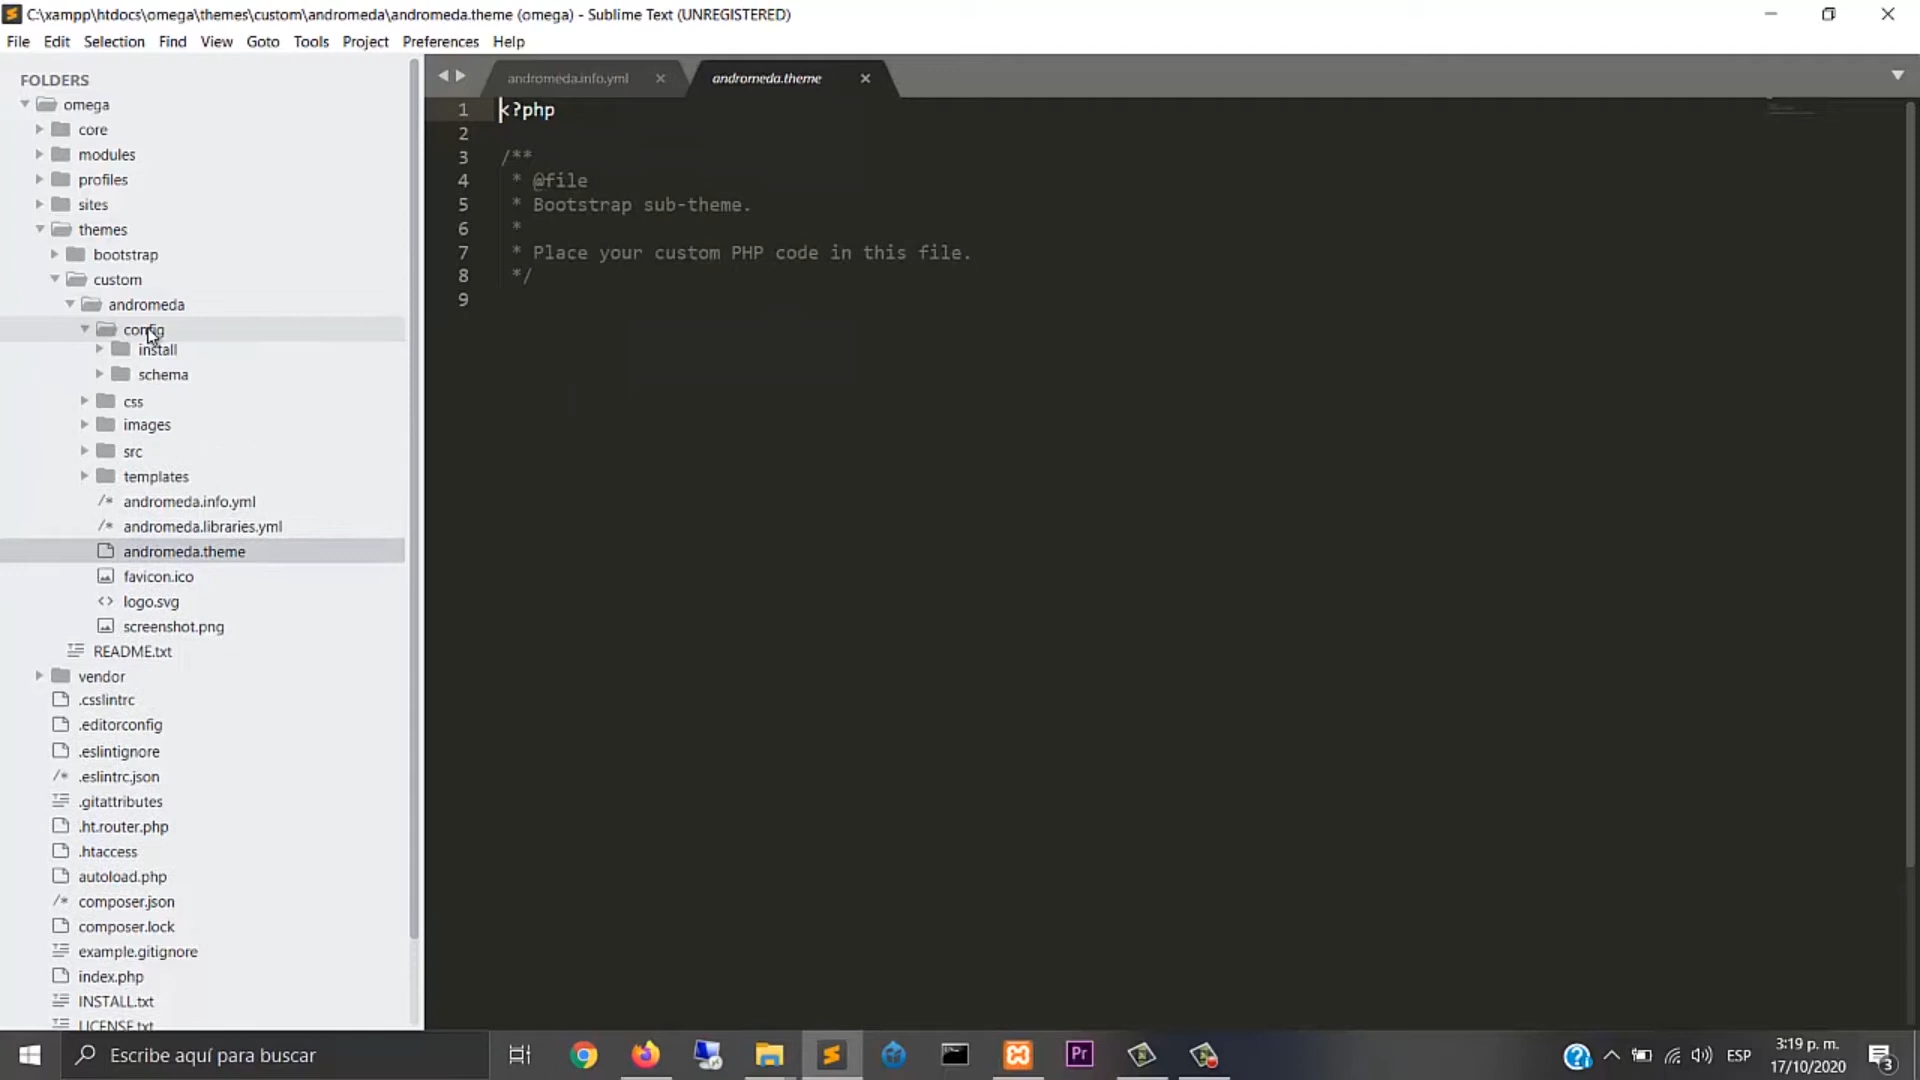 C:\xampp\htdocs\omega\themes\custom\andromeda\andromeda.theme (omega) - Sublime Text (UNREGISTERED)
File Edit Selection Find View Goto Tools Project Preferences Help
FOLDERS
omega
core
modules
profiles
sites
themes
bootstrap
custom
andromeda
config
install
schema
css
images
src
templates
/* andromeda.info.yml
/* andromeda.libraries.yml
andromeda.theme
favicon.ico
<> logo.svg
screenshot.png
README.txt
vendor
.csslintrc
.editorconfig
.eslintignore
/* .eslintrc.json
.gitattributes
.ht.router.php
.htaccess
autoload.php
/* composer.json
composer.lock
example.gitignore
index.php
INSTALL.txt
LICENSE.txt
andromeda.info.yml andromeda.theme
1 <?php
2
3 /**
4 * @file
5 * Bootstrap sub-theme.
6 *
7 * Place your custom PHP code in this file.
8 */
9
Escribe aquí para buscar
Pr
ESP
3:19 p. m.
17/10/2020
3